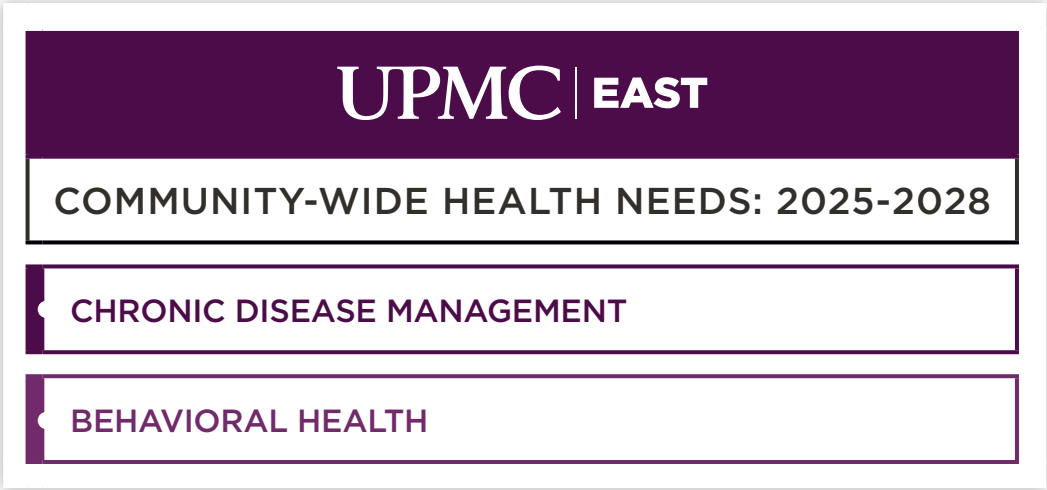 UPMC | EAST
COMMUNITY-WIDE HEALTH NEEDS: 2025-2028
CHRONIC DISEASE MANAGEMENT
BEHAVIORAL HEALTH